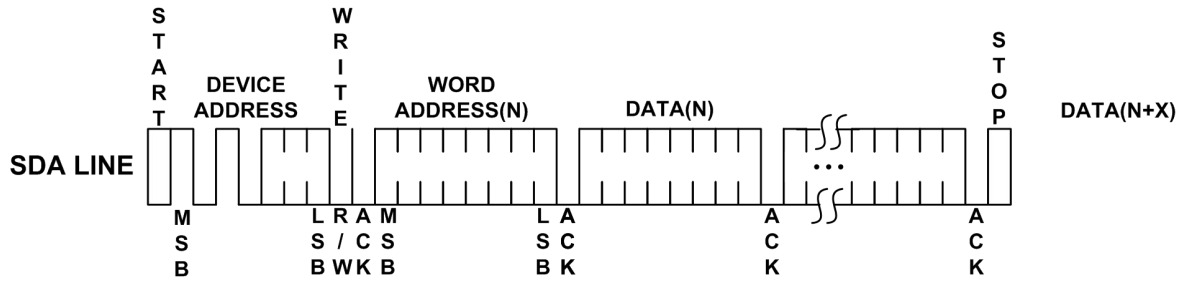 START
WRITE
STOP
DEVICE
ADDRESS
WORD
ADDRESS(N)
DATA(N)
DATA(N+X)
SDA LINE
...
MSB
LSB
R/W
ACK
MSB
LSB
ACK
ACK
ACK